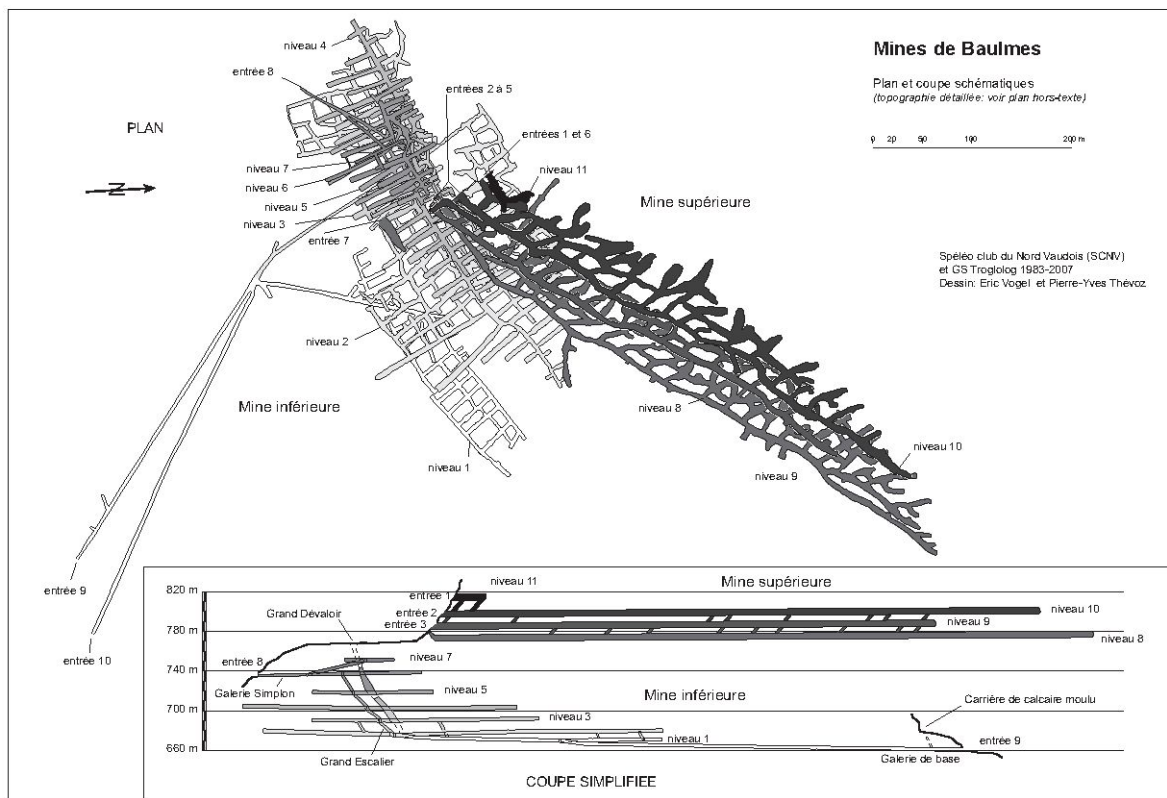 Mines de Baulmes
Plan et coupe schématiques
(topographie détaillée: voir plan hors-texte)
0 20 50 100 200 m
PLAN
N
niveau 4
entrée 8
entrées 2 à 5
entrées 1 et 6
niveau 11
niveau 7
niveau 6
niveau 5
niveau 3
entrée 7
Mine supérieure
Spéléo club du Nord Vaudois (SCNV)
et GS Troglolog 1983-2007
Dessin: Eric Vogel et Pierre-Yves Thévoz
niveau 2
Mine inférieure
niveau 8
niveau 10
niveau 1
niveau 9
entrée 9
entrée 10
820 m
780 m
740 m
700 m
660 m
niveau 11
Mine supérieure
entrée 1
Grand Dévaloir
entrée 2
entrée 3
niveau 10
niveau 9
niveau 8
entrée 8
niveau 7
Galerie Simplon
niveau 5
Mine inférieure
Carrière de calcaire moulu
niveau 3
niveau 1
entrée 9
Grand Escalier
Galerie de base
COUPE SIMPLIFIEE